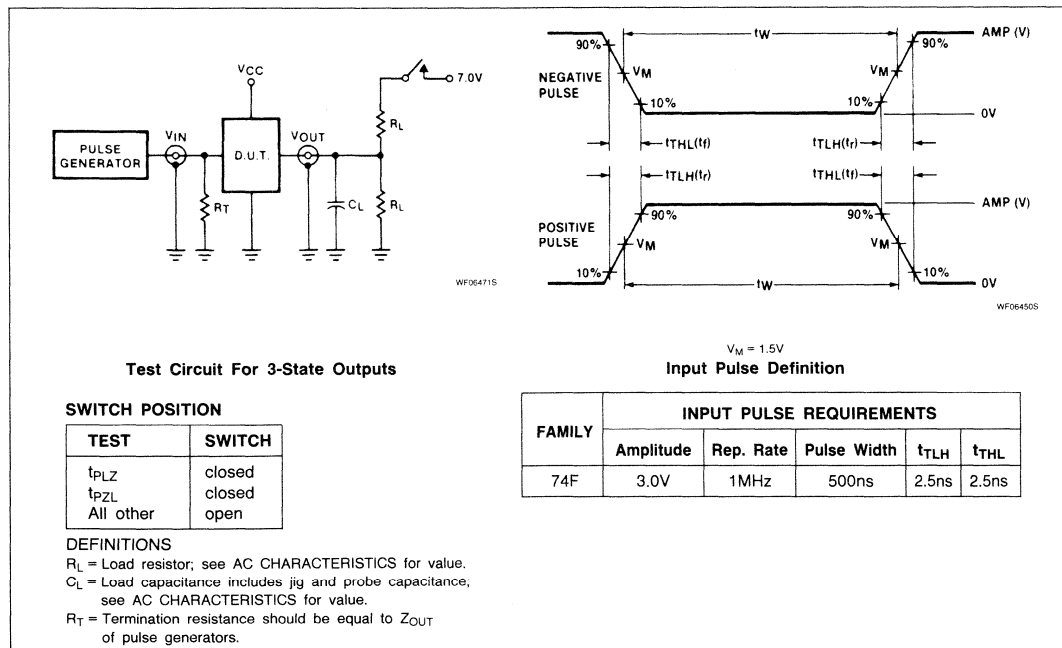 VCC
7.0V
RL
PULSE GENERATOR
VIN
D.U.T.
VOUT
RT
CL
RL
WF06471S
Test Circuit For 3-State Outputs
NEGATIVE PULSE
90%
tW
90%
AMP (V)
VM
VM
10%
10%
0V
tTHL(tf)
tTLH(tr)
tTLH(tr)
tTHL(tf)
POSITIVE PULSE
90%
90%
AMP (V)
VM
VM
10%
10%
tW
0V
WF06450S
VM = 1.5V
Input Pulse Definition
SWITCH POSITION
TEST SWITCH
tPLZ closed
tPZL closed
All other open
FAMILY INPUT PULSE REQUIREMENTS
Amplitude Rep. Rate Pulse Width tTLH tTHL
74F 3.0V 1MHz 500ns 2.5ns 2.5ns
DEFINITIONS
RL = Load resistor; see AC CHARACTERISTICS for value.
CL = Load capacitance includes jig and probe capacitance;
see AC CHARACTERISTICS for value.
RT = Termination resistance should be equal to ZOUT
of pulse generators.